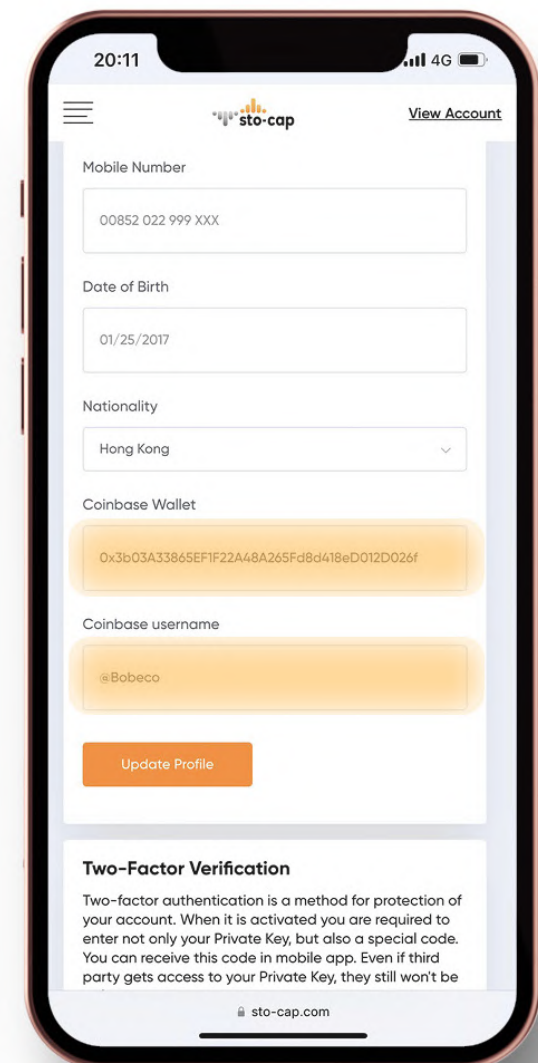 20:11
4G
sto-cap
View Account
Mobile Number
00852 022 999 XXX
Date of Birth
01/25/2017
Nationality
Hong Kong
Coinbase Wallet
0x3b03A33865EF1F22A48A265Fd8d418eD012D026f
Coinbase username
@Bobeco
Update Profile
Two-Factor Verification
Two-factor authentication is a method for protection of
your account. When it is activated you are required to
enter not only your Private Key, but also a special code.
You can receive this code in mobile app. Even if third
party gets access to your Private Key, they still won't be
sto-cap.com